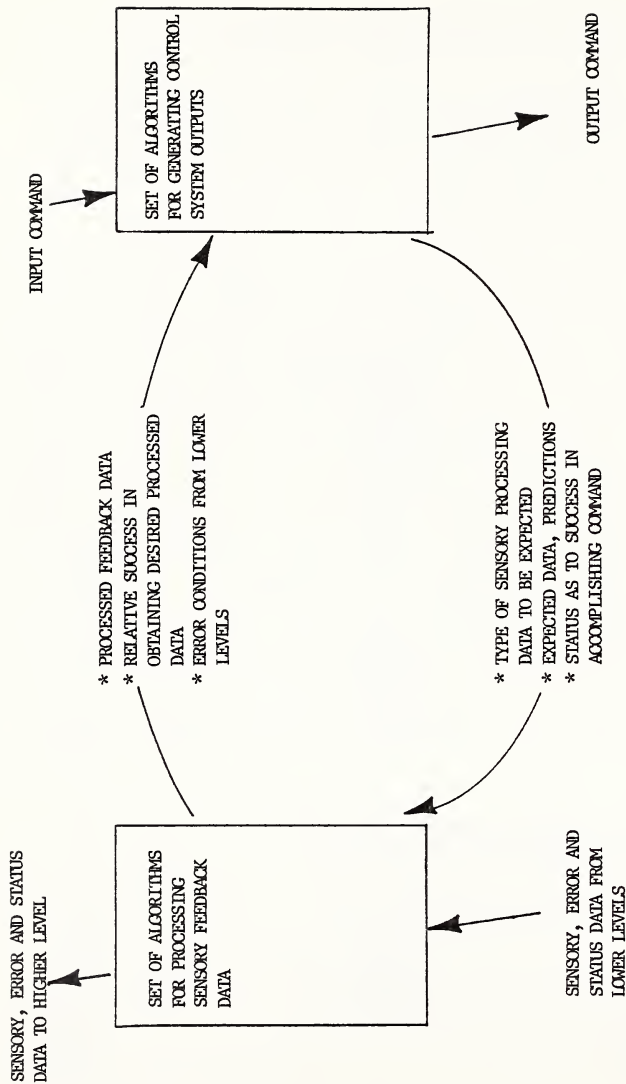 SENSORY, ERROR AND STATUS
DATA TO HIGHER LEVEL
INPUT COMMAND
SET OF ALGORITHMS
FOR PROCESSING
SENSORY FEEDBACK
DATA
* PROCESSED FEEDBACK DATA
* RELATIVE SUCCESS IN
OBTAINING DESIRED PROCESSED
DATA
* ERROR CONDITIONS FROM LOWER
LEVELS
SET OF ALGORITHMS
FOR GENERATING CONTROL
SYSTEM OUTPUTS
* TYPE OF SENSORY PROCESSING
DATA TO BE EXPECTED
* EXPECTED DATA, PREDICTIONS
* STATUS AS TO SUCCESS IN
ACCOMPLISHING COMMAND
SENSORY, ERROR AND
STATUS DATA FROM
LOWER LEVELS
OUTPUT COMMAND